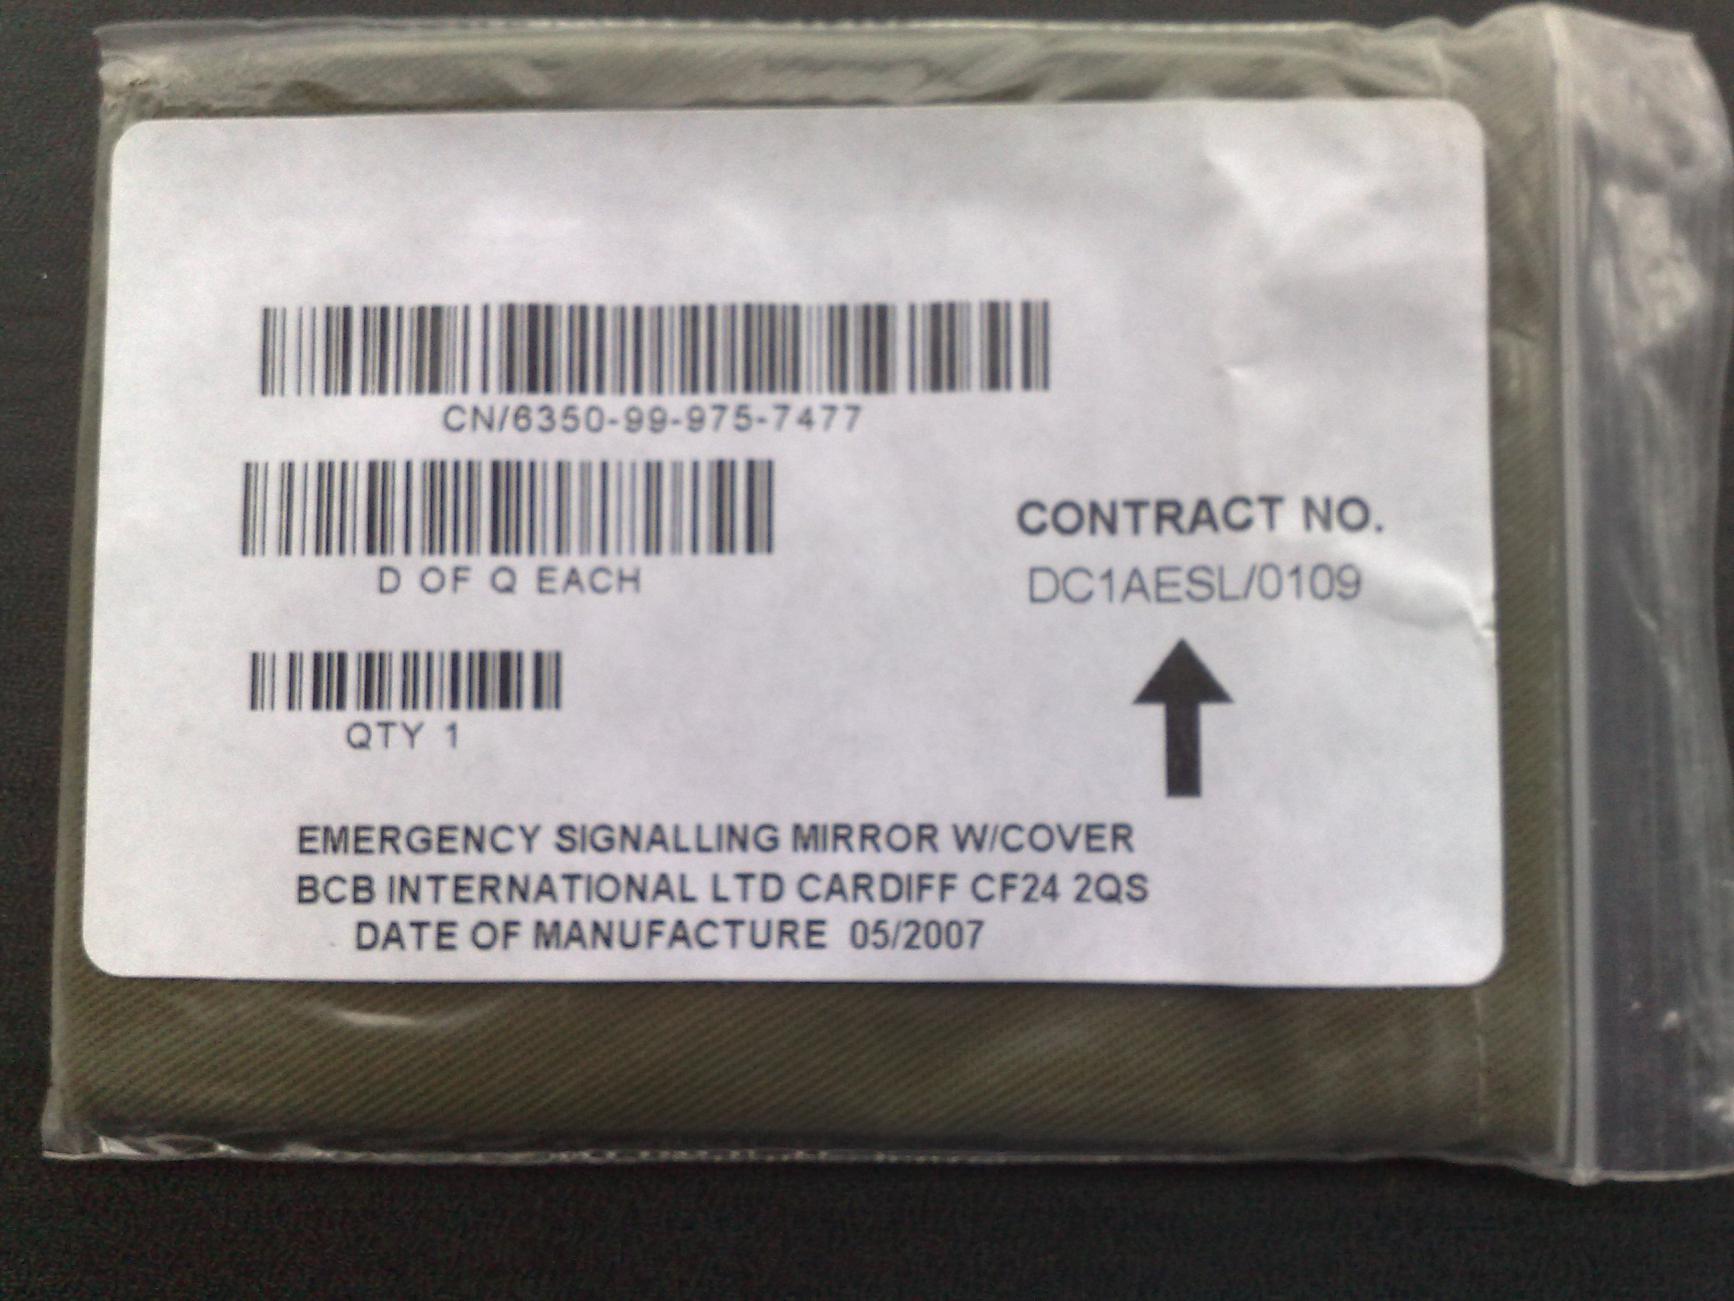 CN/6350-99-975-7477
D OF Q EACH
CONTRACT NO.
DC1AESL/0109
QTY 1
EMERGENCY SIGNALLING MIRROR W/COVER
BCB INTERNATIONAL LTD CARDIFF CF24 2QS
DATE OF MANUFACTURE 05/2007